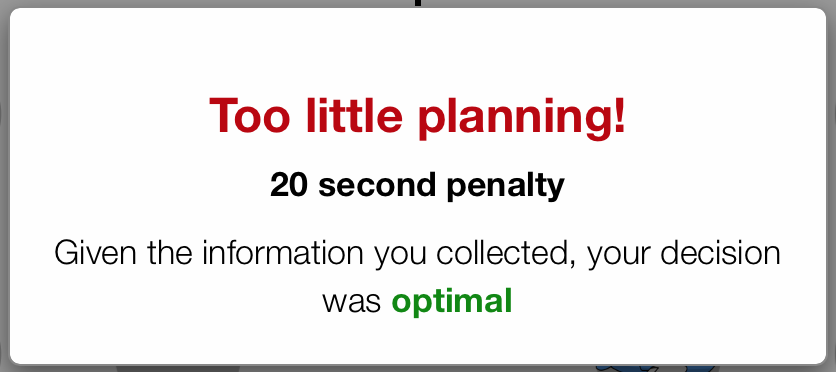 Too little planning!
20 second penalty
Given the information you collected, your decision
was optimal